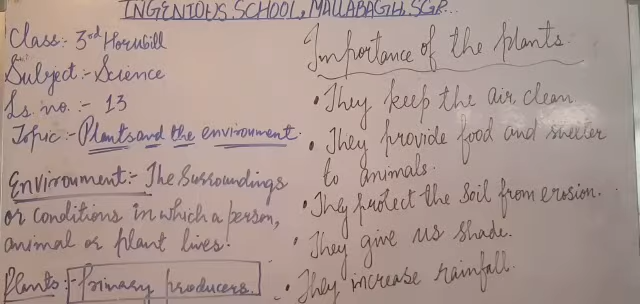 INGENIOUS SCHOOL, MALLABAGH, SGR...
Class:- 3rd Hornbill
Subject:- Science
Ls. no. :- 13
Topic:- Plants and the environment.
Environment:- The surroundings
or conditions in which a person,
animal or plant lives.
Plants:- Primary producers.
Importance of the plants.
• They keep the air clean.
• They provide food and shelter
to animals.
• They protect the soil from erosion.
• They give us shade.
• They increase rainfall.